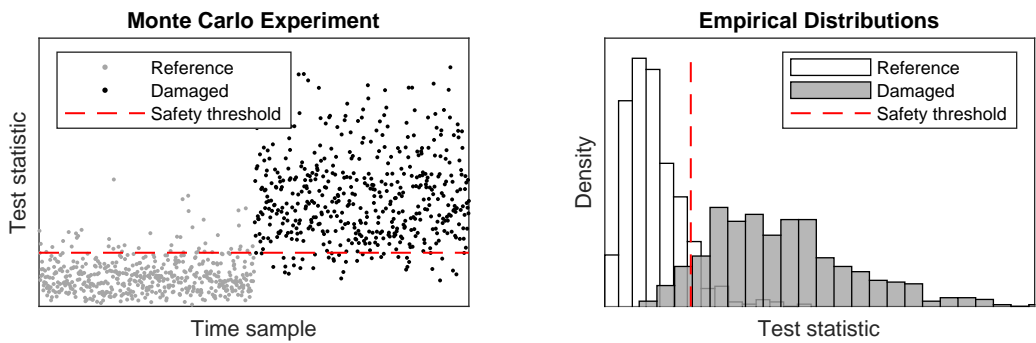 Monte Carlo Experiment
Test statistic
Reference
Damaged
Safety threshold
Time sample
Empirical Distributions
Density
Reference
Damaged
Safety threshold
Test statistic